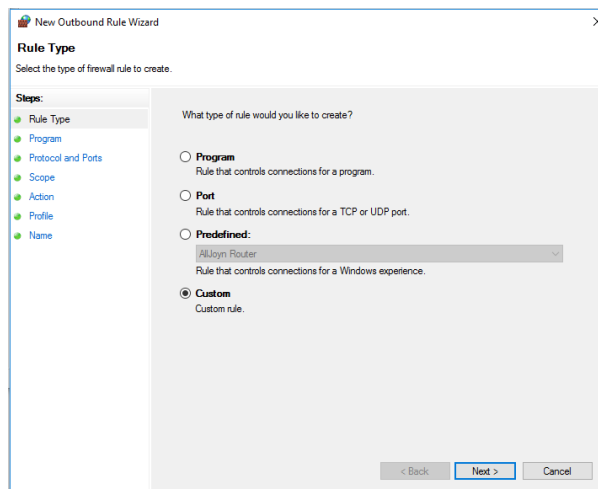 New Outbound Rule Wizard
Rule Type
Select the type of firewall rule to create.
Steps:
Rule Type
Program
Protocol and Ports
Scope
Action
Profile
Name
What type of rule would you like to create?
Program
Rule that controls connections for a program.
Port
Rule that controls connections for a TCP or UDP port.
Predefined:
AllJoyn Router
Rule that controls connections for a Windows experience.
Custom
Custom rule.
< Back Next > Cancel